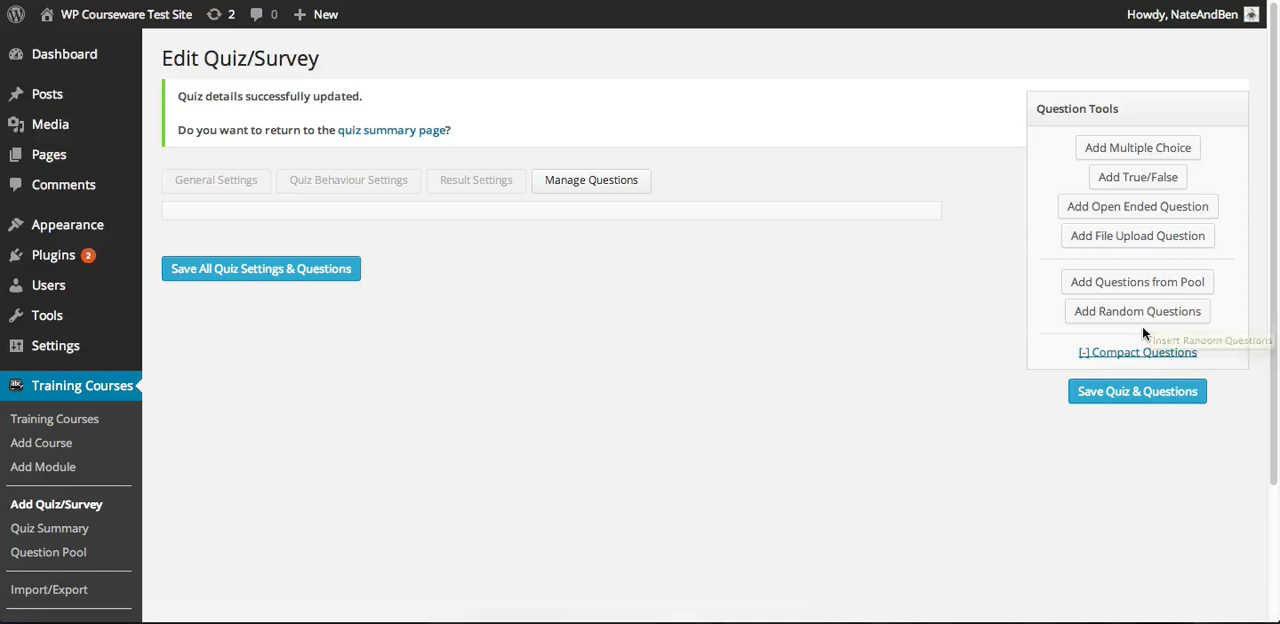 WP Courseware Test Site 2 0 New Howdy, NateAndBen
Dashboard
Posts
Media
Pages
Comments
Appearance
Plugins 2
Users
Tools
Settings
Training Courses
Training Courses
Add Course
Add Module
Add Quiz/Survey
Quiz Summary
Question Pool
Import/Export
Edit Quiz/Survey
Quiz details successfully updated.
Do you want to return to the quiz summary page?
General Settings Quiz Behaviour Settings Result Settings Manage Questions
Save All Quiz Settings & Questions
Question Tools
Add Multiple Choice
Add True/False
Add Open Ended Question
Add File Upload Question
Add Questions from Pool
Add Random Questions
Insert Random Questions
[-] Compact Questions
Save Quiz & Questions